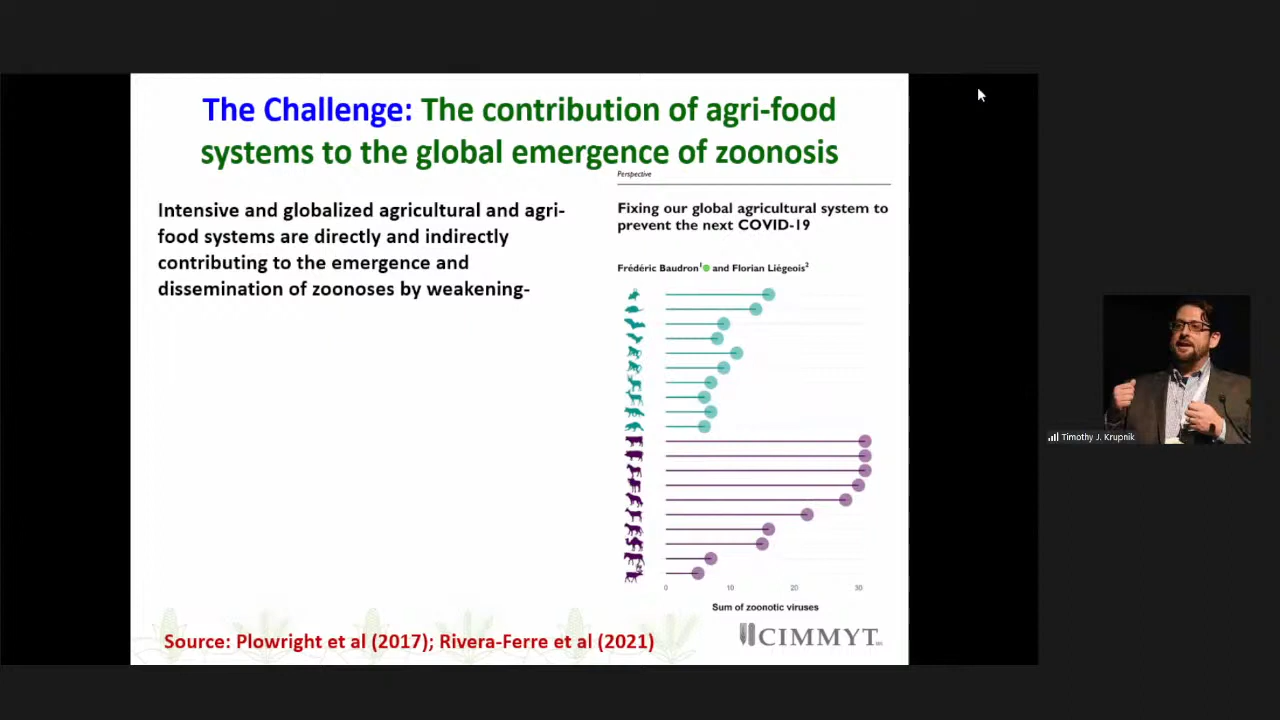 The Challenge: The contribution of agri-food
systems to the global emergence of zoonosis
Intensive and globalized agricultural and agri-
food systems are directly and indirectly
contributing to the emergence and
dissemination of zoonoses by weakening-
Perspective
Fixing our global agricultural system to
prevent the next COVID-19
Frédéric Baudron¹ and Florian Liégeois²
0 10 20 30
Sum of zoonotic viruses
Source: Plowright et al (2017); Rivera-Ferre et al (2021)
CIMMYT
Timothy J. Krupnik